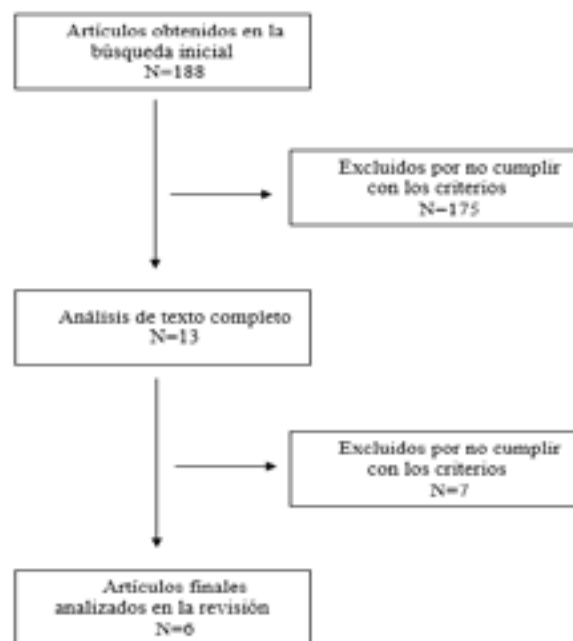 Artículos obtenidos en la
búsqueda inicial
N=188
Excluidos por no cumplir
con los criterios
N=175
Análisis de texto completo
N=13
Excluidos por no cumplir
con los criterios
N=7
Artículos finales
analizados en la revisión
N=6